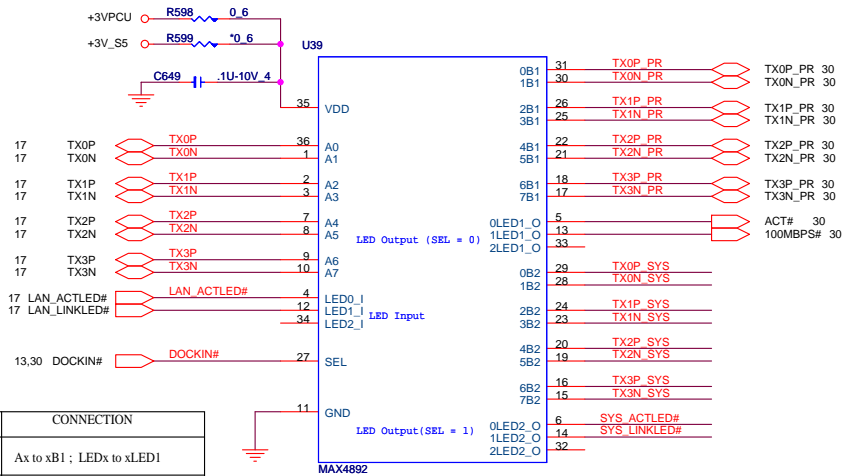 +3VPCU R598 0_6
+3V_S5 R599 *0_6
U39
C649 .1U-10V_4
35 VDD
17 TX0P TX0P 36 A0
17 TX0N TX0N 1 A1
17 TX1P TX1P 2 A2
17 TX1N TX1N 3 A3
17 TX2P TX2P 7 A4
17 TX2N TX2N 8 A5
17 TX3P TX3P 9 A6
17 TX3N TX3N 10 A7
17 LAN_ACTLED# LAN_ACTLED# 4 LED0_I
17 LAN_LINKLED# 12 LED1_I
34 LED2_I
13,30 DOCKIN# DOCKIN# 27 SEL
11 GND
LED Output (SEL = 0)
LED Input
LED Output(SEL = 1)
0B1 31 TX0P_PR TX0P_PR 30
1B1 30 TX0N_PR TX0N_PR 30
2B1 26 TX1P_PR TX1P_PR 30
3B1 25 TX1N_PR TX1N_PR 30
4B1 22 TX2P_PR TX2P_PR 30
5B1 21 TX2N_PR TX2N_PR 30
6B1 18 TX3P_PR TX3P_PR 30
7B1 17 TX3N_PR TX3N_PR 30
0LED1_O 5 ACT# 30
1LED1_O 13 100MBPS# 30
2LED1_O 33
0B2 29 TX0P_SYS
1B2 28 TX0N_SYS
2B2 24 TX1P_SYS
3B2 23 TX1N_SYS
4B2 20 TX2P_SYS
5B2 19 TX2N_SYS
6B2 16 TX3P_SYS
7B2 15 TX3N_SYS
0LED2_O 6 SYS_ACTLED#
1LED2_O 14 SYS_LINKLED#
2LED2_O 32
MAX4892
CONNECTION
Ax to xB1 ; LEDx to xLED1